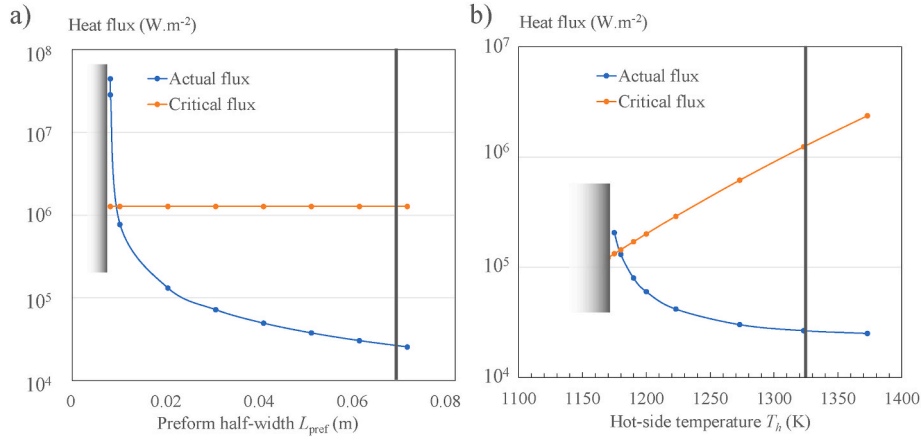 a)
Heat flux (W.m⁻²)
10⁸
10⁷
10⁶
10⁵
10⁴
Actual flux
Critical flux
0 0.02 0.04 0.06 0.08
Preform half-width L_pref (m)
b)
Heat flux (W.m⁻²)
10⁷
10⁶
10⁵
10⁴
Actual flux
Critical flux
1100 1150 1200 1250 1300 1350 1400
Hot-side temperature T_h (K)